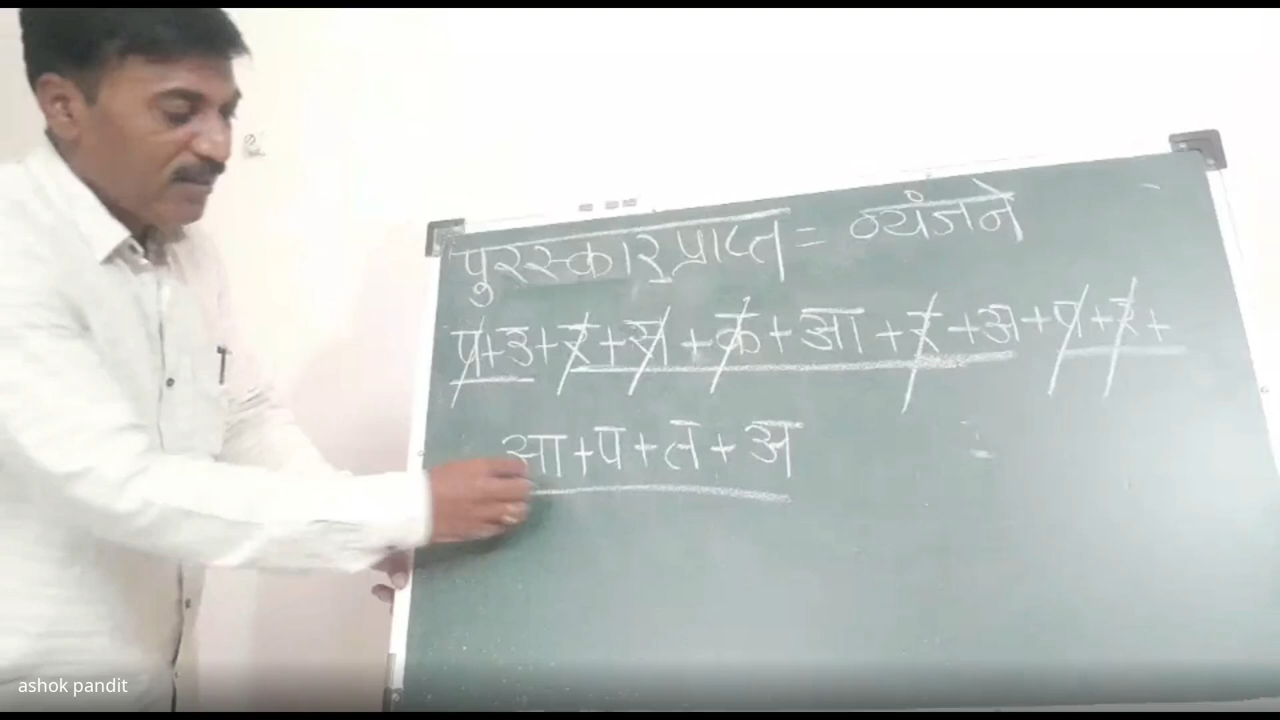 पुरस्कार प्राप्त = व्यंजने
प+उ+र+स+क+आ+र+अ+प+र+
आ+प+त+अ
ashok pandit